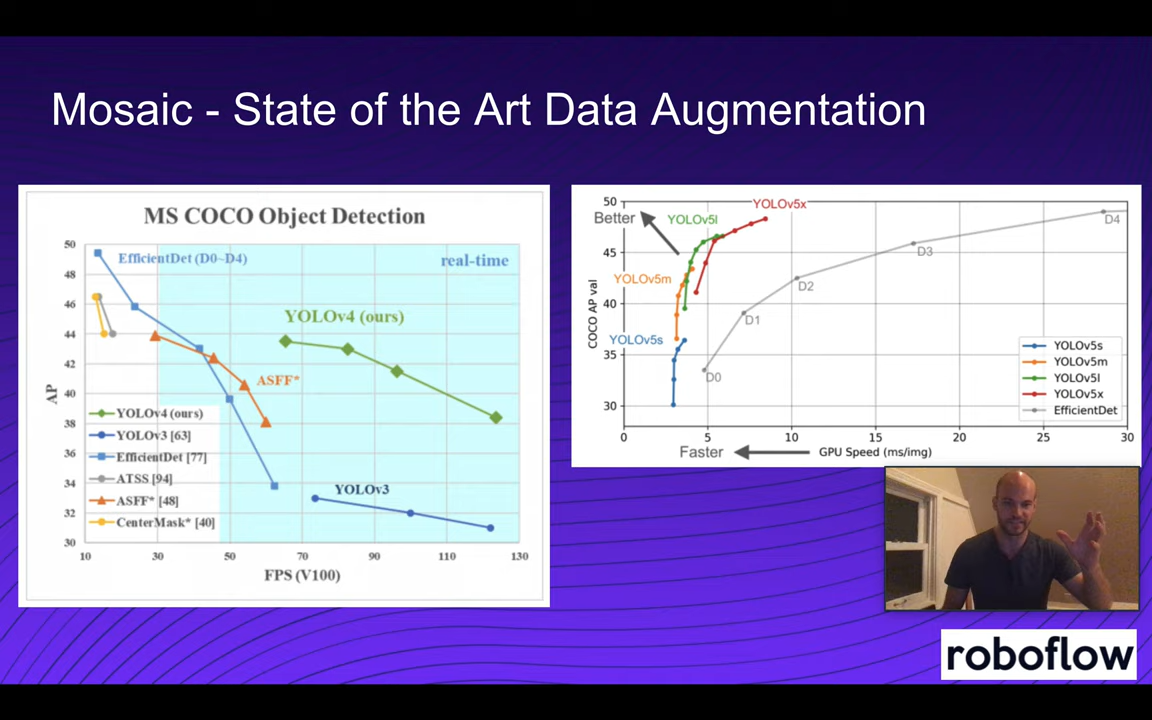 Mosaic - State of the Art Data Augmentation
MS COCO Object Detection
50
48
46
44
42
40
38
36
34
32
30
AP
EfficientDet (D0~D4)
real-time
YOLOv4 (ours)
ASFF*
YOLOv3
YOLOv4 (ours)
YOLOv3 [63]
EfficientDet [77]
ATSS [94]
ASFF* [48]
CenterMask* [40]
10 30 50 70 90 110 130
FPS (V100)
50
45
40
35
30
COCO AP val
Better
YOLOv5l
YOLOv5x
YOLOv5m
YOLOv5s
D0
D1
D2
D3
D4
YOLOv5s
YOLOv5m
YOLOv5l
YOLOv5x
EfficientDet
0 5 10 15 20 25 30
Faster
GPU Speed (ms/img)
roboflow